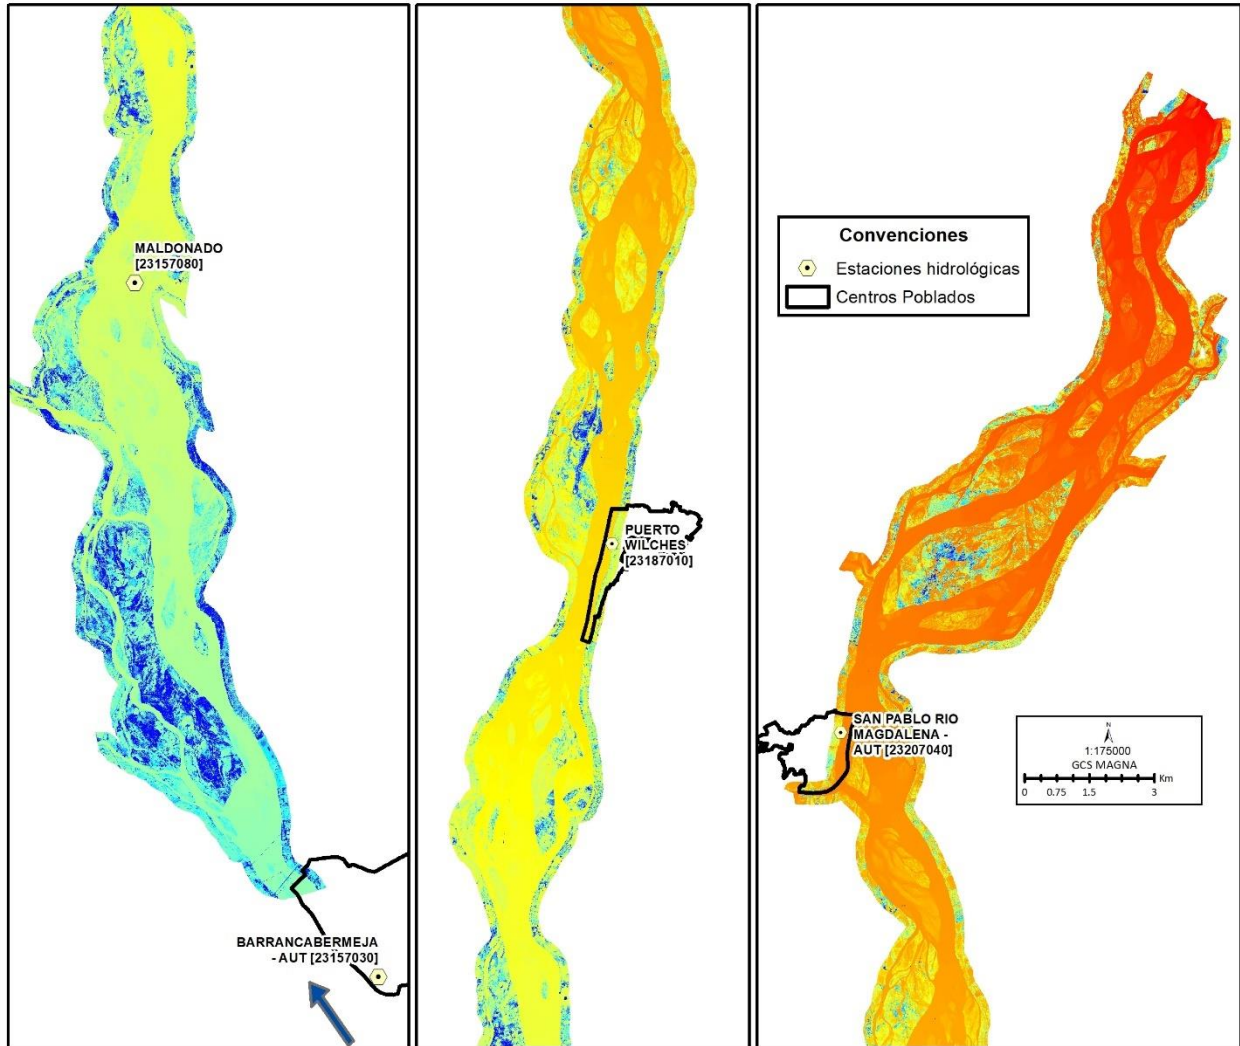 MALDONADO
[23157080]
BARRANCABERMEJA
- AUT [23157030]
PUERTO
WILCHES
[23187010]
Convenciones
Estaciones hidrológicas
Centros Poblados
SAN PABLO RIO
MAGDALENA -
AUT [23207040]
N
1:175000
GCS MAGNA
Km
0 0.75 1.5 3